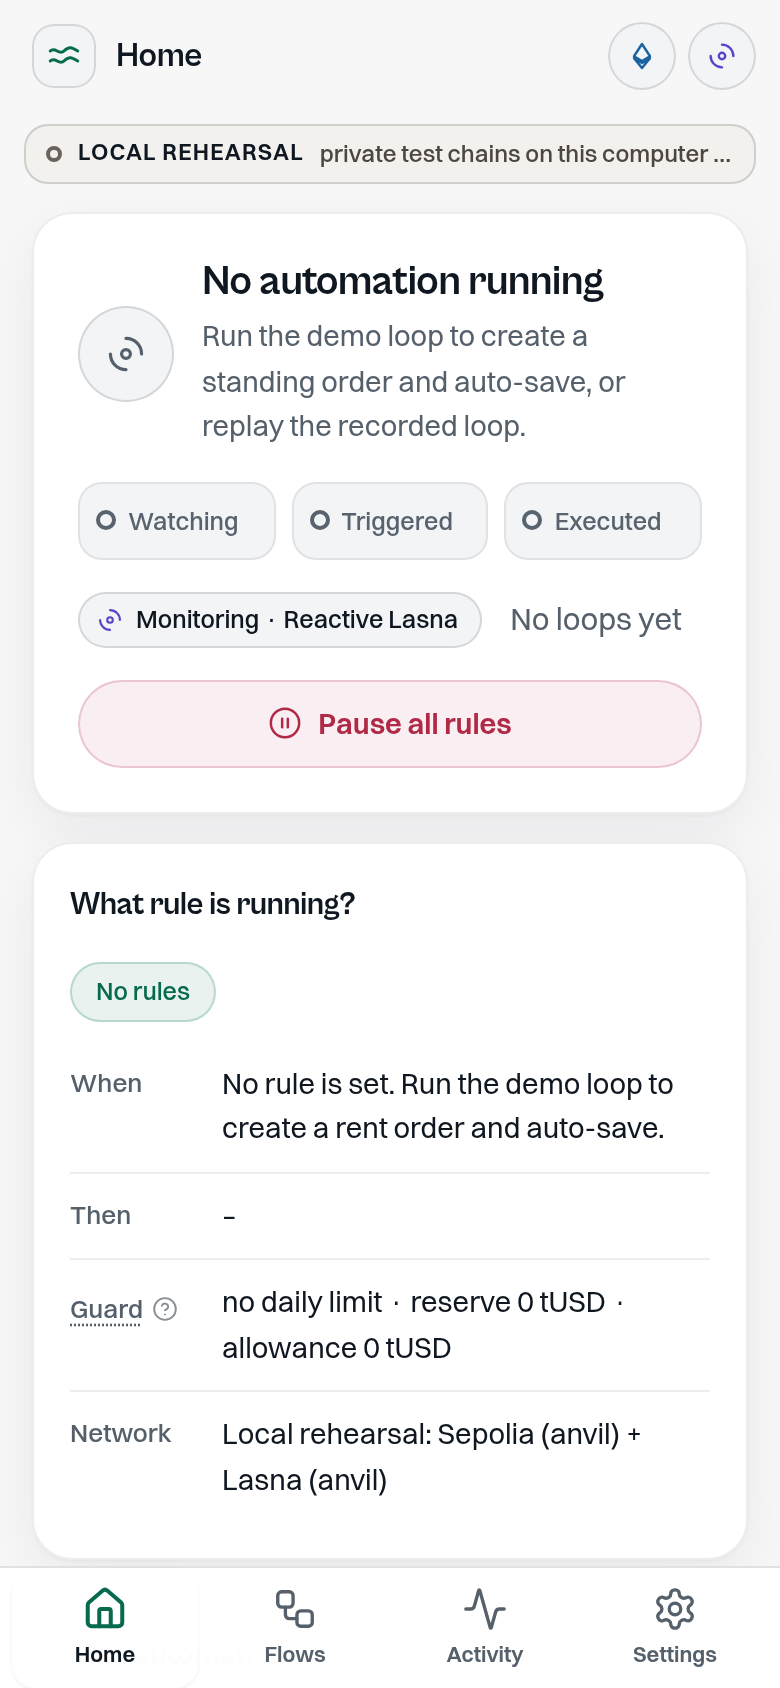 Home
LOCAL REHEARSAL private test chains on this computer ...
No automation running
Run the demo loop to create a
standing order and auto-save, or
replay the recorded loop.
Watching Triggered Executed
Monitoring · Reactive Lasna No loops yet
Pause all rules
What rule is running?
No rules
When No rule is set. Run the demo loop to
create a rent order and auto-save.
Then –
Guard no daily limit · reserve 0 tUSD ·
allowance 0 tUSD
Network Local rehearsal: Sepolia (anvil) +
Lasna (anvil)
Home Flows Activity Settings